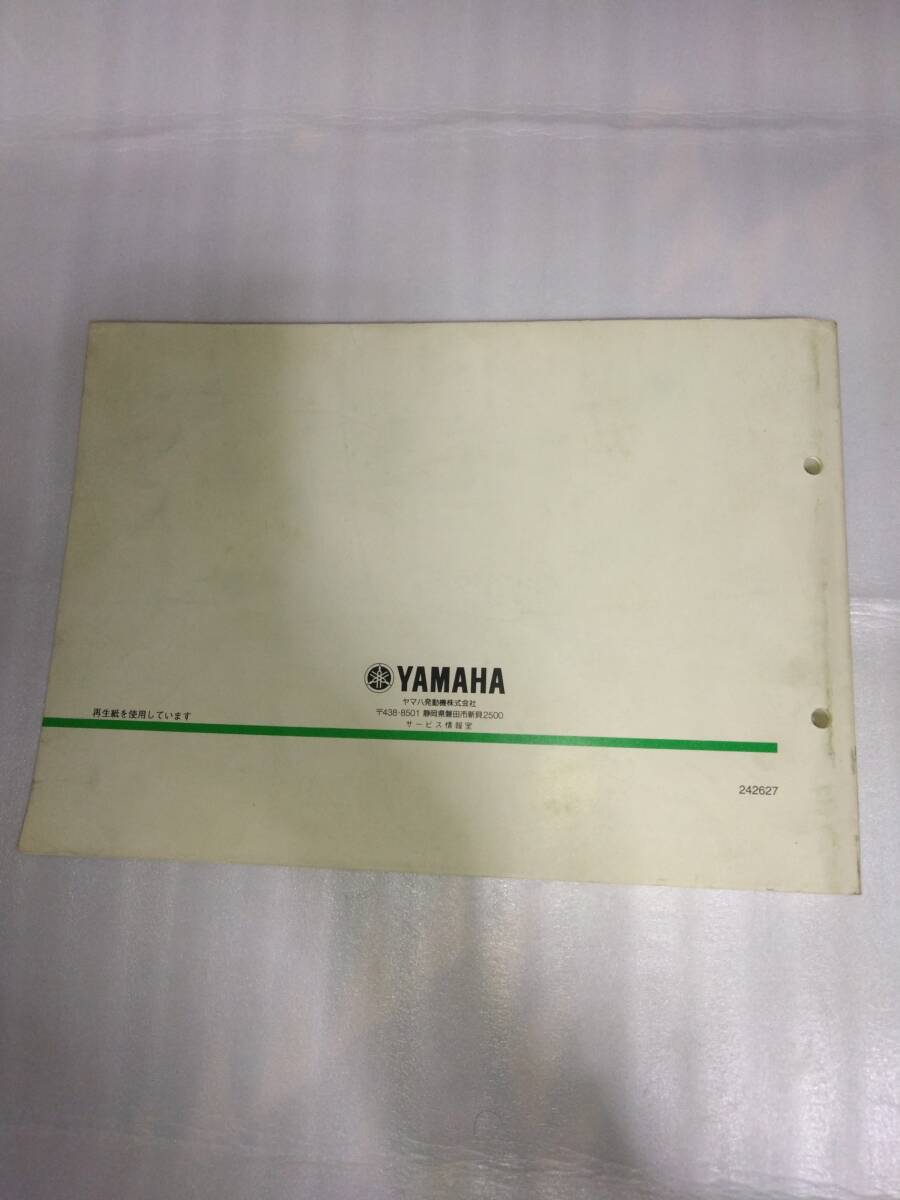 YAMAHA
ヤマハ発動機株式会社
〒438-8501 静岡県磐田市新貝2500
サービス情報室
再生紙を使用しています
242627